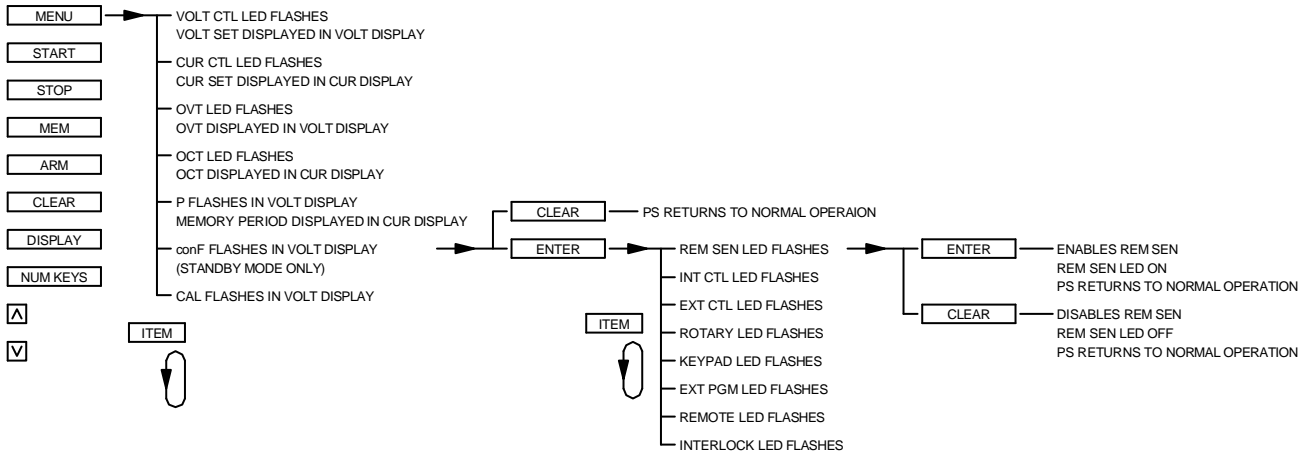 MENU
START
STOP
MEM
ARM
CLEAR
DISPLAY
NUM KEYS
VOLT CTL LED FLASHES
VOLT SET DISPLAYED IN VOLT DISPLAY
CUR CTL LED FLASHES
CUR SET DISPLAYED IN CUR DISPLAY
OVT LED FLASHES
OVT DISPLAYED IN VOLT DISPLAY
OCT LED FLASHES
OCT DISPLAYED IN CUR DISPLAY
P FLASHES IN VOLT DISPLAY
MEMORY PERIOD DISPLAYED IN CUR DISPLAY
conF FLASHES IN VOLT DISPLAY
(STANDBY MODE ONLY)
CAL FLASHES IN VOLT DISPLAY
ITEM
CLEAR
PS RETURNS TO NORMAL OPERAION
ENTER
REM SEN LED FLASHES
INT CTL LED FLASHES
EXT CTL LED FLASHES
ROTARY LED FLASHES
KEYPAD LED FLASHES
EXT PGM LED FLASHES
REMOTE LED FLASHES
INTERLOCK LED FLASHES
ITEM
ENTER
ENABLES REM SEN
REM SEN LED ON
PS RETURNS TO NORMAL OPERATION
CLEAR
DISABLES REM SEN
REM SEN LED OFF
PS RETURNS TO NORMAL OPERATION